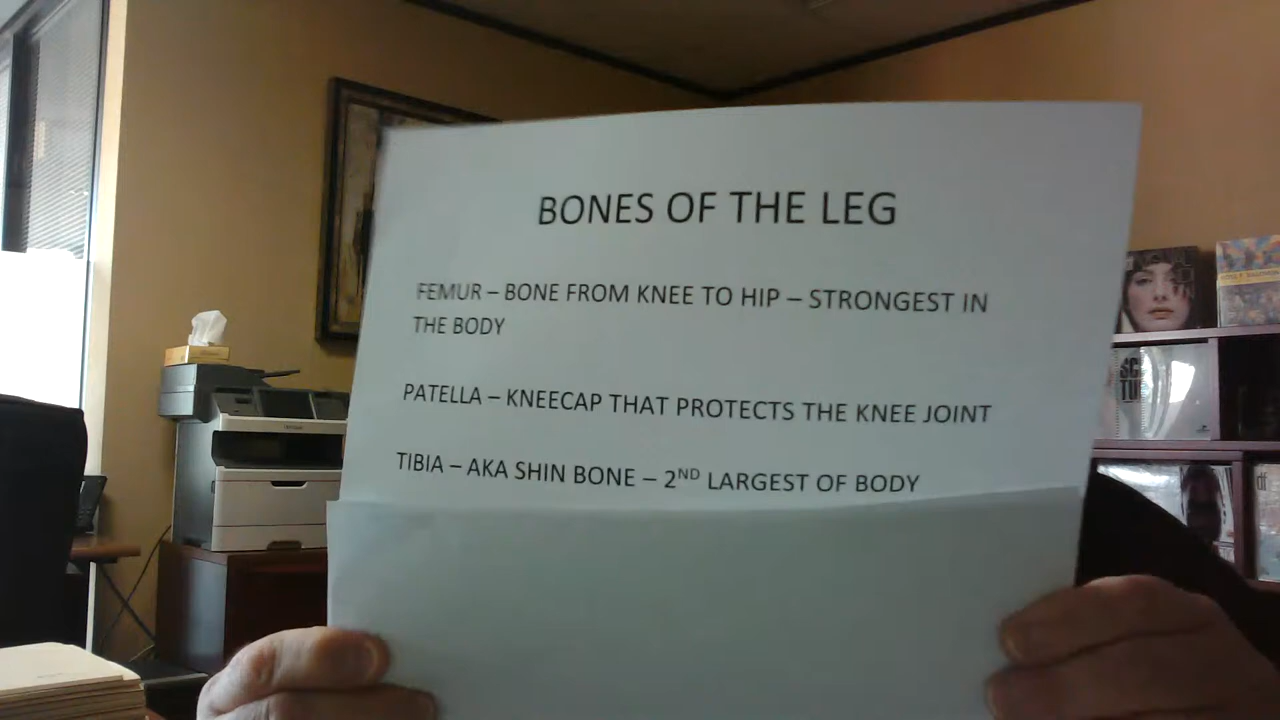 BONES OF THE LEG
FEMUR – BONE FROM KNEE TO HIP – STRONGEST IN
THE BODY
PATELLA – KNEECAP THAT PROTECTS THE KNEE JOINT
TIBIA – AKA SHIN BONE – 2ND LARGEST OF BODY